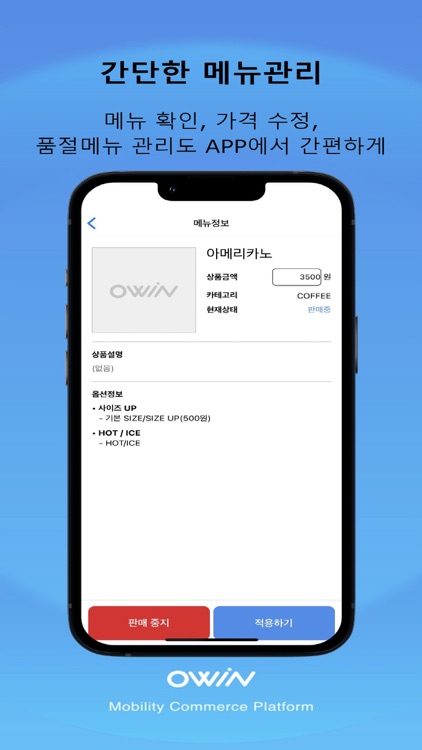 간단한 메뉴관리
메뉴 확인, 가격 수정,
품절메뉴 관리도 APP에서 간편하게
메뉴정보
OWIN
아메리카노
상품금액 3500 원
카테고리 COFFEE
현재상태 판매중
상품설명
(없음)
옵션정보
• 사이즈 UP
- 기본 SIZE/SIZE UP(500원)
• HOT / ICE
- HOT/ICE
판매 중지 적용하기
OWIN
Mobility Commerce Platform